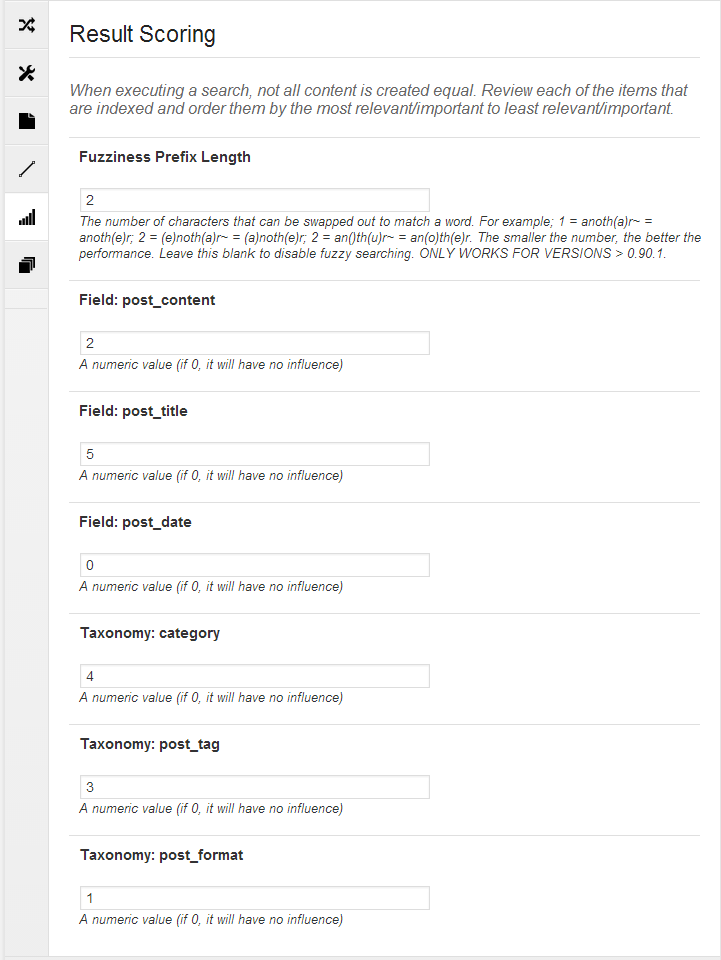 Result Scoring
When executing a search, not all content is created equal. Review each of the items that
are indexed and order them by the most relevant/important to least relevant/important.
Fuzziness Prefix Length
2
The number of characters that can be swapped out to match a word. For example; 1 = anoth(a)r~ =
anoth(e)r; 2 = (e)noth(a)r~ = (a)noth(e)r; 2 = an()th(u)r~ = an(o)th(e)r. The smaller the number, the better the
performance. Leave this blank to disable fuzzy searching. ONLY WORKS FOR VERSIONS > 0.90.1.
Field: post_content
2
A numeric value (if 0, it will have no influence)
Field: post_title
5
A numeric value (if 0, it will have no influence)
Field: post_date
0
A numeric value (if 0, it will have no influence)
Taxonomy: category
4
A numeric value (if 0, it will have no influence)
Taxonomy: post_tag
3
A numeric value (if 0, it will have no influence)
Taxonomy: post_format
1
A numeric value (if 0, it will have no influence)